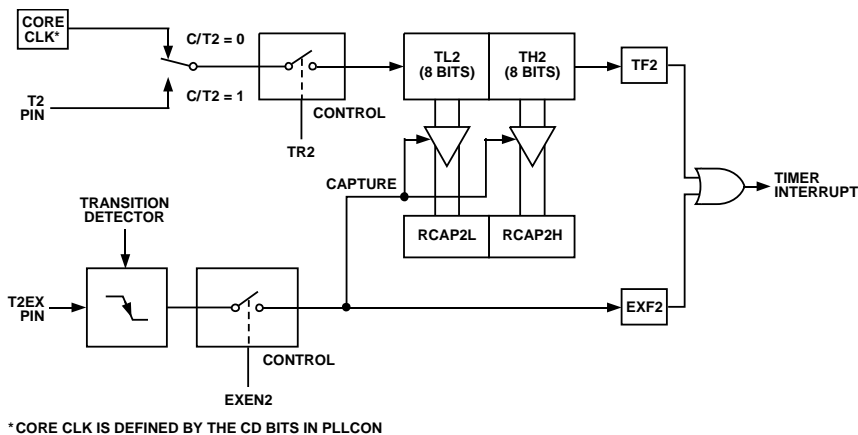 CORE
CLK*
C/T2 = 0
T2
PIN
C/T2 = 1
CONTROL
TR2
TL2
(8 BITS)
TH2
(8 BITS)
TF2
CAPTURE
TIMER
INTERRUPT
TRANSITION
DETECTOR
RCAP2L
RCAP2H
T2EX
PIN
EXF2
CONTROL
EXEN2
*CORE CLK IS DEFINED BY THE CD BITS IN PLLCON